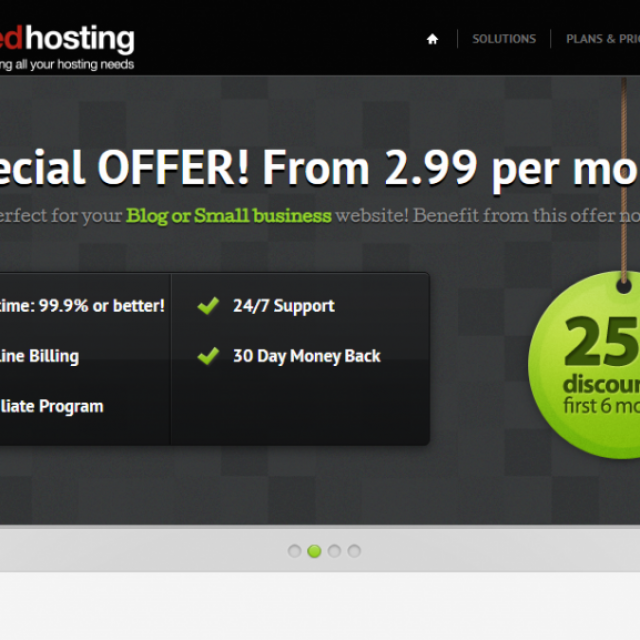 edhosting
SOLUTIONS
PLANS & PRI
ng all your hosting needs
ecial OFFER! From 2.99 per mo
erfect for your Blog or Small business website! Benefit from this offer no
time: 99.9% or better!
24/7 Support
line Billing
30 Day Money Back
liate Program
25
discoun
first 6 mo